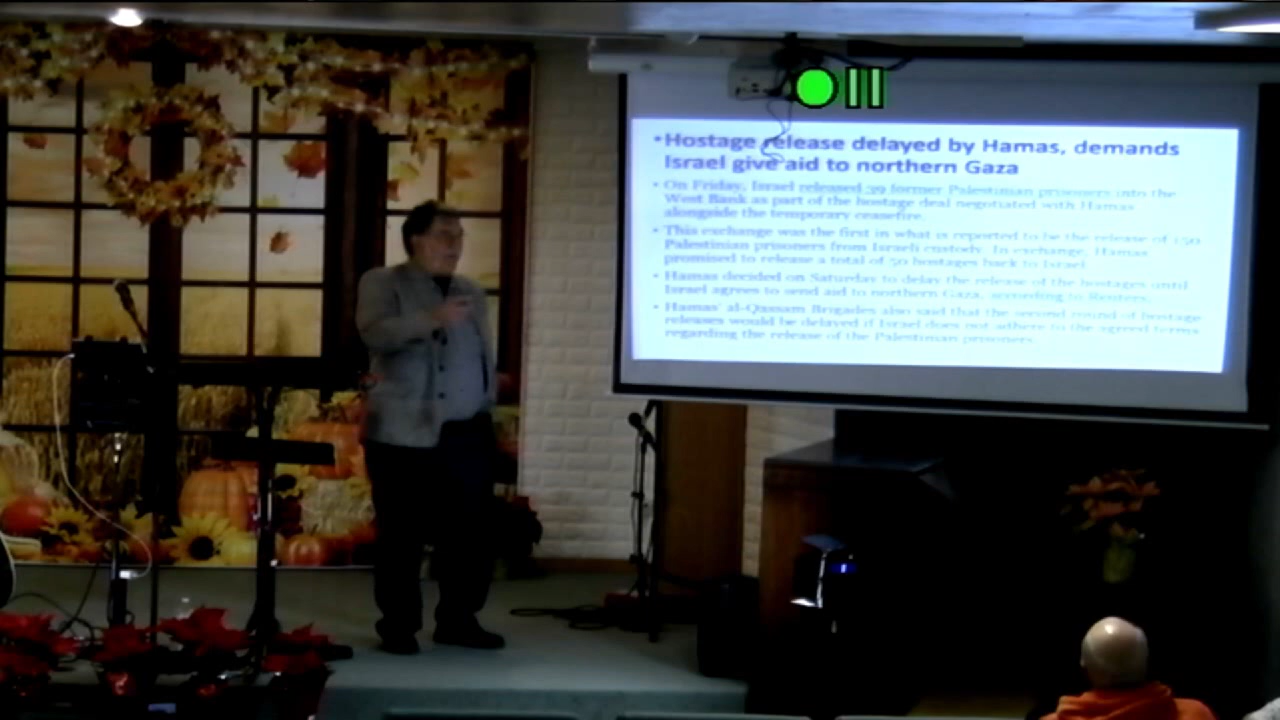 •Hostage release delayed by Hamas, demands
Israel give aid to northern Gaza
• On Friday, Israel released 39 former Palestinian prisoners into the
West Bank as part of the hostage deal negotiated with Hamas
alongside the temporary ceasefire.
• This exchange was the first in what is reported to be the release of 150
Palestinian prisoners from Israeli custody. In exchange, Hamas
promised to release a total of 50 hostages back to Israel.
• Hamas decided on Saturday to delay the release of the hostages until
Israel agrees to send aid to northern Gaza, according to Reuters.
• Hamas' al-Qassam Brigades also said that the second round of hostage
releases would be delayed if Israel does not adhere to the agreed terms
regarding the release of the Palestinian prisoners.